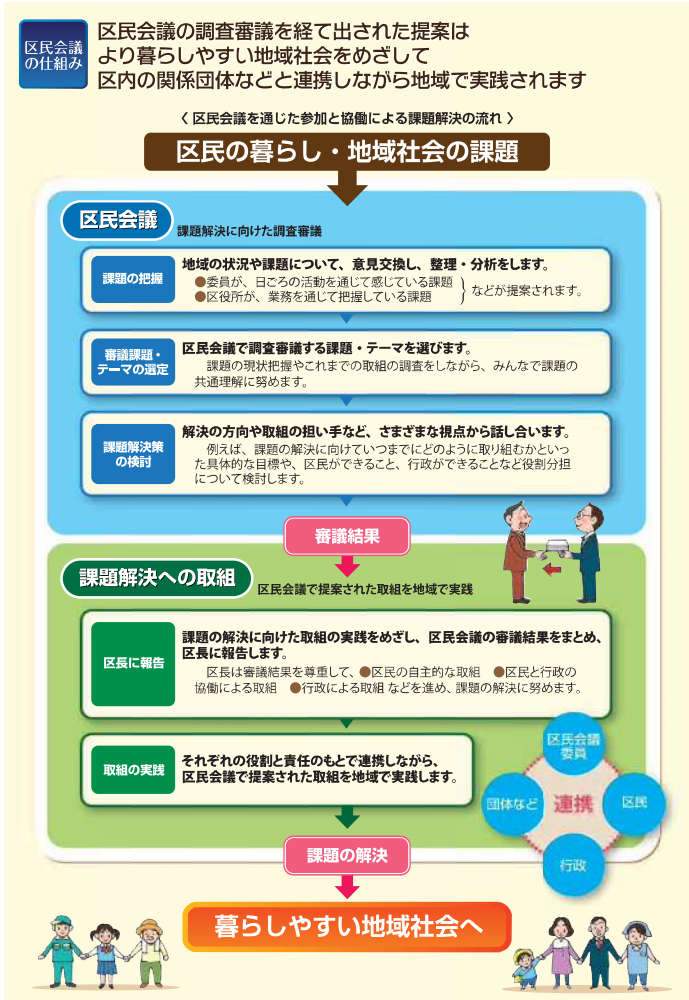 区民会議
の仕組み
区民会議の調査審議を経て出された提案は
より暮らしやすい地域社会をめざして
区内の関係団体などと連携しながら地域で実践されます
〈 区民会議を通じた参加と協働による課題解決の流れ 〉
区民の暮らし・地域社会の課題
区民会議
課題解決に向けた調査審議
課題の把握
地域の状況や課題について、意見交換し、整理・分析をします。
●委員が、日ごろの活動を通じて感じている課題
●区役所が、業務を通じて把握している課題
などが提案されます。
審議課題・
テーマの選定
区民会議で調査審議する課題・テーマを選びます。
課題の現状把握やこれまでの取組の調査をしながら、みんなで課題の
共通理解に努めます。
課題解決策
の検討
解決の方向や取組の担い手など、さまざまな視点から話し合います。
例えば、課題の解決に向けていつまでにどのように取り組むかといっ
た具体的な目標や、区民ができること、行政ができることなど役割分担
について検討します。
審議結果
課題解決への取組
区民会議で提案された取組を地域で実践
区長に報告
課題の解決に向けた取組の実践をめざし、区民会議の審議結果をまとめ、
区長に報告します。
区長は審議結果を尊重して、●区民の自主的な取組 ●区民と行政の
協働による取組 ●行政による取組 などを進め、課題の解決に努めます。
取組の実践
それぞれの役割と責任のもとで連携しながら、
区民会議で提案された取組を地域で実践します。
区民会議
委員
団体など
連携
区民
行政
課題の解決
暮らしやすい地域社会へ